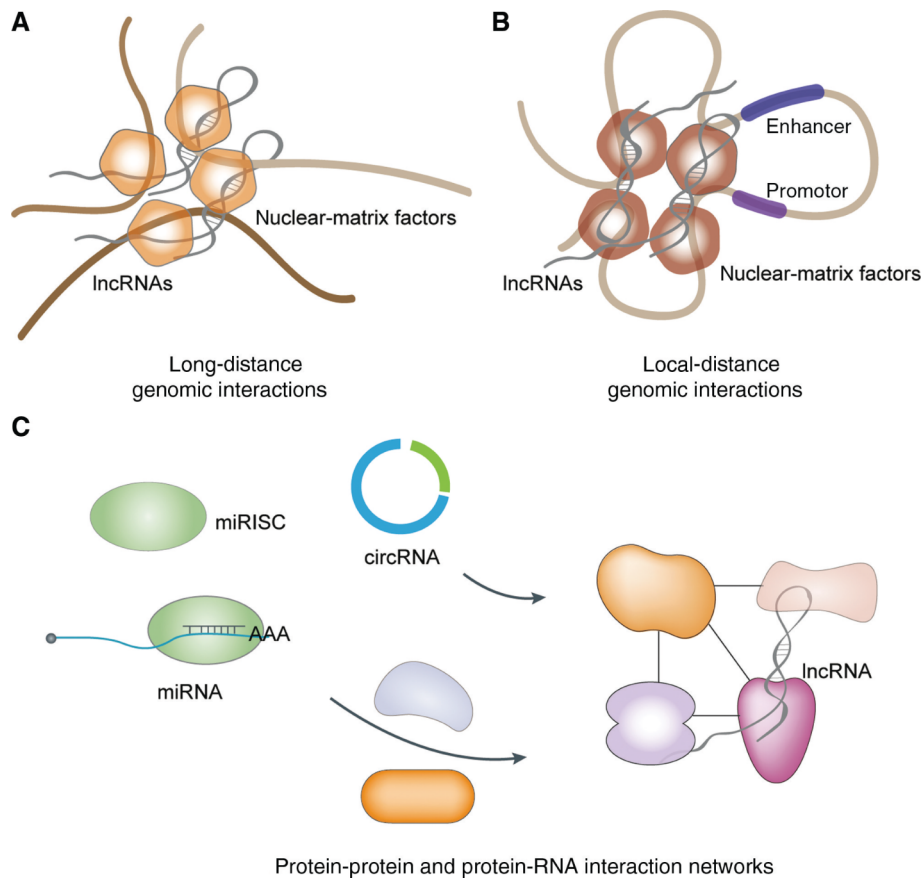 A
Nuclear-matrix factors
lncRNAs
Long-distance
genomic interactions
B
Enhancer
Promotor
lncRNAs
Nuclear-matrix factors
Local-distance
genomic interactions
C
miRISC
circRNA
AAA
miRNA
lncRNA
Protein-protein and protein-RNA interaction networks